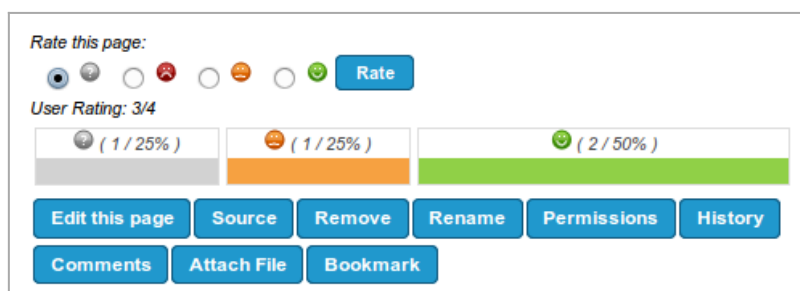 Rate this page:
Rate
User Rating: 3/4
( 1 / 25% ) ( 1 / 25% ) ( 2 / 50% )
Edit this page Source Remove Rename Permissions History
Comments Attach File Bookmark